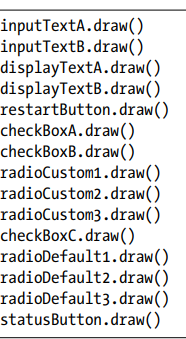 inputTextA.draw()
inputTextB.draw()
displayTextA.draw()
displayTextB.draw()
restartButton.draw()
checkBoxA.draw()
checkBoxB.draw()
radioCustom1.draw()
radioCustom2.draw()
radioCustom3.draw()
checkBoxC.draw()
radioDefault1.draw()
radioDefault2.draw()
radioDefault3.draw()
statusButton.draw()